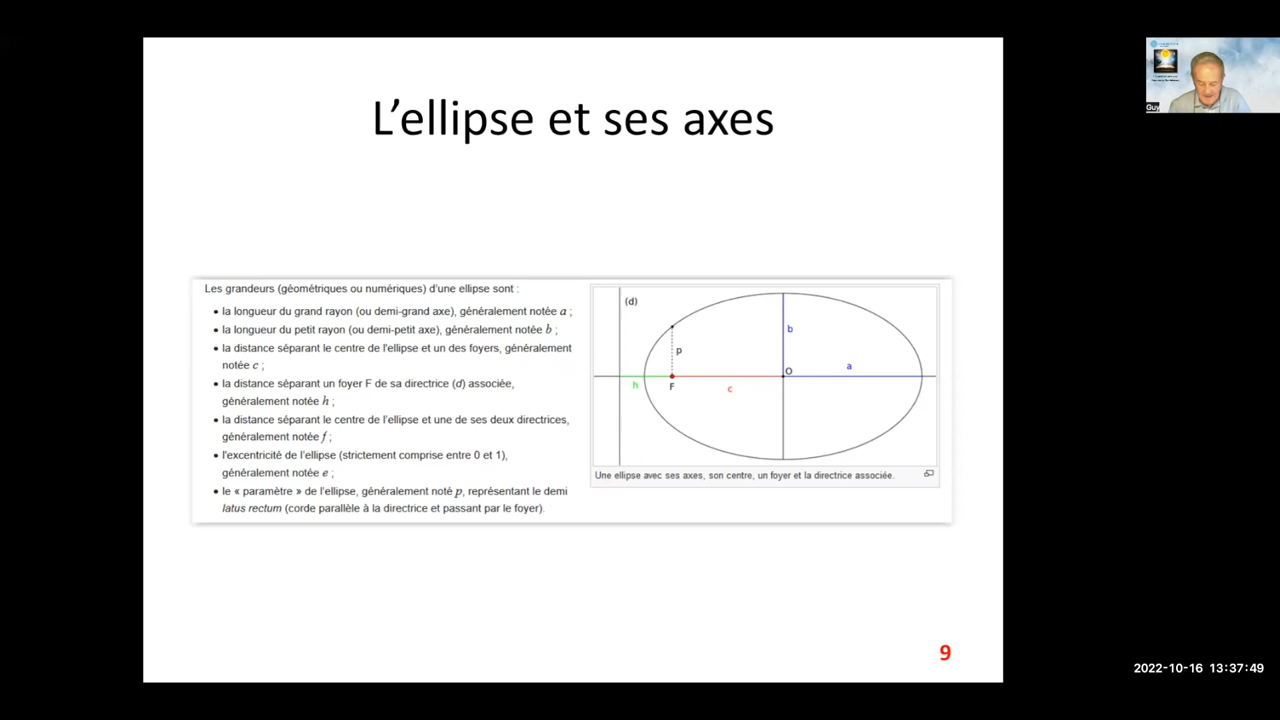 L'ellipse et ses axes
Les grandeurs (géométriques ou numériques) d'une ellipse sont :
• la longueur du grand rayon (ou demi-grand axe), généralement notée a ;
• la longueur du petit rayon (ou demi-petit axe), généralement notée b ;
• la distance séparant le centre de l'ellipse et un des foyers, généralement
notée c ;
• la distance séparant un foyer F de sa directrice (d) associée,
généralement notée h ;
• la distance séparant le centre de l'ellipse et une de ses deux directrices,
généralement notée f ;
• l'excentricité de l'ellipse (strictement comprise entre 0 et 1),
généralement notée e ;
• le « paramètre » de l'ellipse, généralement noté p, représentant le demi
latus rectum (corde parallèle à la directrice et passant par le foyer).
(d)
b
p
O
a
h
F
c
Une ellipse avec ses axes, son centre, un foyer et la directrice associée.
9
Guy
2022-10-16 13:37:49